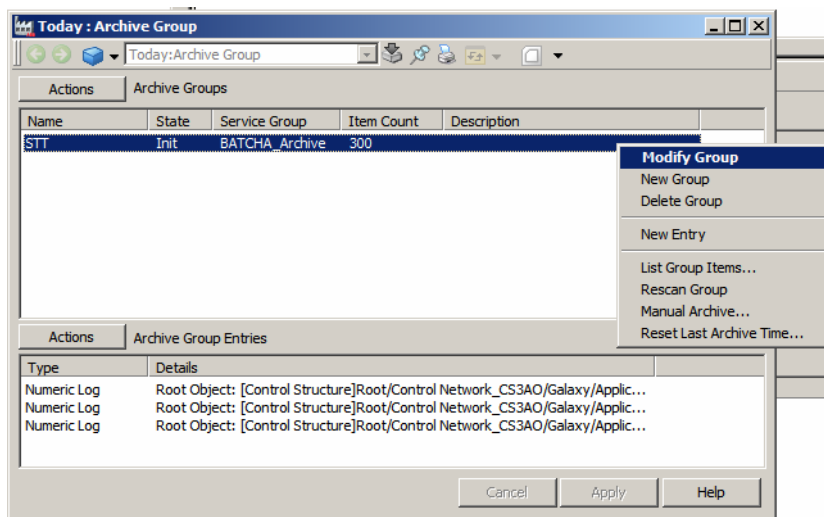 Today : Archive Group
Today:Archive Group
Actions Archive Groups
Name State Service Group Item Count Description
STT Init BATCHA_Archive 300
Modify Group
New Group
Delete Group
New Entry
List Group Items...
Rescan Group
Manual Archive...
Reset Last Archive Time...
Actions Archive Group Entries
Type Details
Numeric Log Root Object: [Control Structure]Root/Control Network_CS3AO/Galaxy/Applic...
Numeric Log Root Object: [Control Structure]Root/Control Network_CS3AO/Galaxy/Applic...
Numeric Log Root Object: [Control Structure]Root/Control Network_CS3AO/Galaxy/Applic...
Cancel Apply Help